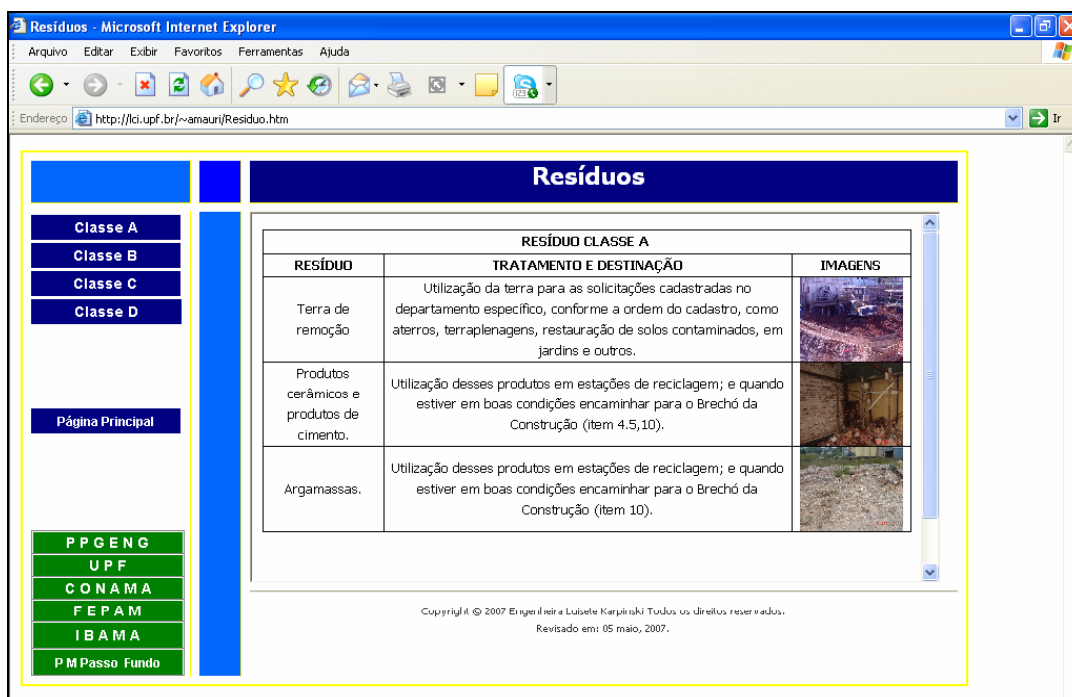 Resíduos - Microsoft Internet Explorer
Arquivo Editar Exibir Favoritos Ferramentas Ajuda
Endereço http://lci.upf.br/~amauri/Residuo.htm Ir
Resíduos
Classe A
Classe B
Classe C
Classe D
Página Principal
PPGENG
UPF
CONAMA
FEPAM
IBAMA
PM Passo Fundo
RESÍDUO CLASSE A
RESÍDUO TRATAMENTO E DESTINAÇÃO IMAGENS
Terra de
remoção
Utilização da terra para as solicitações cadastradas no
departamento específico, conforme a ordem do cadastro, como
aterros, terraplenagens, restauração de solos contaminados, em
jardins e outros.
Produtos
cerâmicos e
produtos de
cimento.
Utilização desses produtos em estações de reciclagem; e quando
estiver em boas condições encaminhar para o Brechó da
Construção (item 4.5,10).
Argamassas.
Utilização desses produtos em estações de reciclagem; e quando
estiver em boas condições encaminhar para o Brechó da
Construção (item 10).
Copyright © 2007 Engenheira Luisete Karpinski Todos os direitos reservados.
Revisado em: 05 maio, 2007.